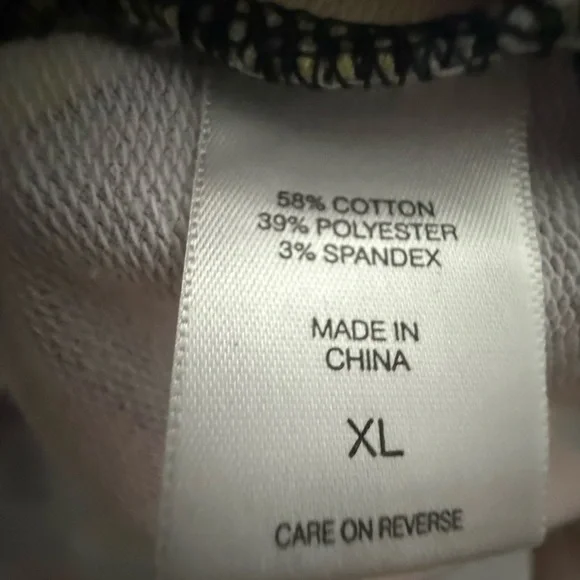 58% COTTON
39% POLYESTER
3% SPANDEX
MADE IN
CHINA
XL
CARE ON REVERSE